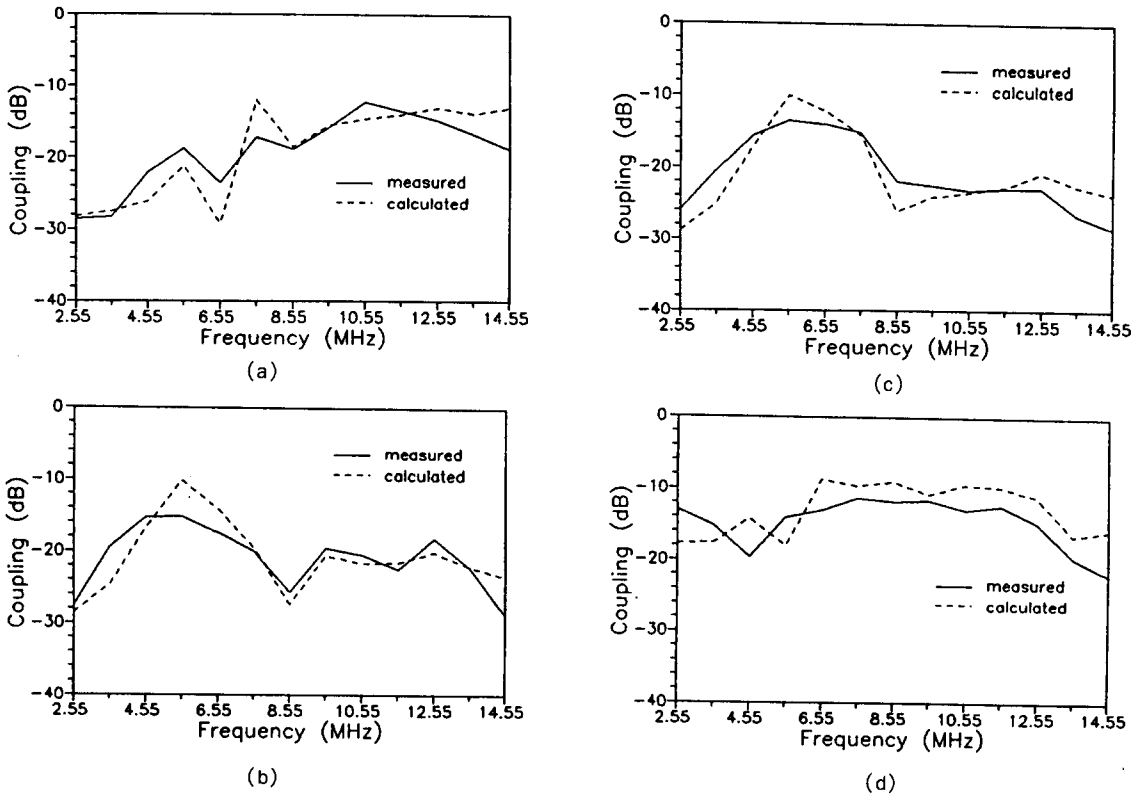 0
-10
-20
-30
-40
Coupling (dB)
measured
calculated
2.55 4.55 6.55 8.55 10.55 12.55 14.55
Frequency (MHz)
(a)
0
-10
-20
-30
-40
Coupling (dB)
measured
calculated
2.55 4.55 6.55 8.55 10.55 12.55 14.55
Frequency (MHz)
(b)
0
-10
-20
-30
-40
Coupling (dB)
measured
calculated
2.55 4.55 6.55 8.55 10.55 12.55 14.55
Frequency (MHz)
(c)
0
-10
-20
-30
-40
Coupling (dB)
measured
calculated
2.55 4.55 6.55 8.55 10.55 12.55 14.55
Frequency (MHz)
(d)